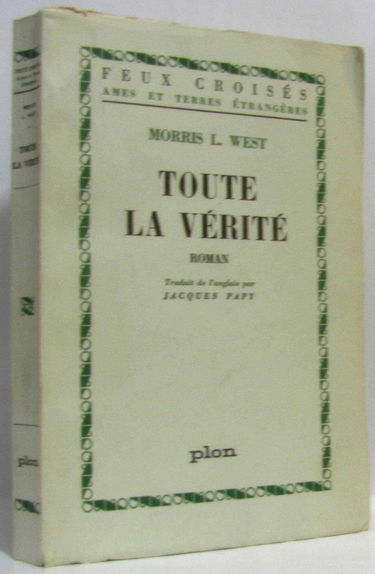 FEUX CROISÉS
AMES ET TERRES ÉTRANGÈRES
MORRIS L. WEST
TOUTE
LA VÉRITÉ
ROMAN
Traduit de l'anglais par
JACQUES PAPY
plon
TOUTE
LA VÉRITÉ
plon